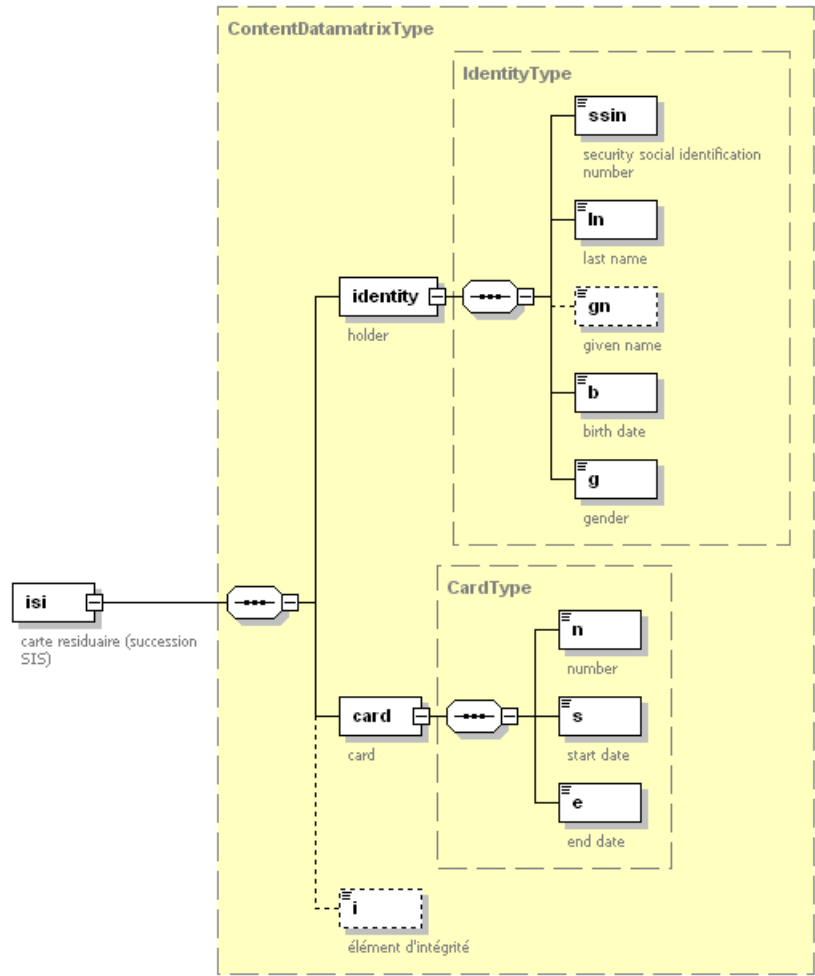 ContentDatamatrixType
IdentityType
ssin
security social identification
number
ln
last name
identity
holder
gn
given name
b
birth date
g
gender
isi
carte residuaire (succession
SIS)
CardType
n
number
card
card
s
start date
e
end date
i
élément d'intégrité